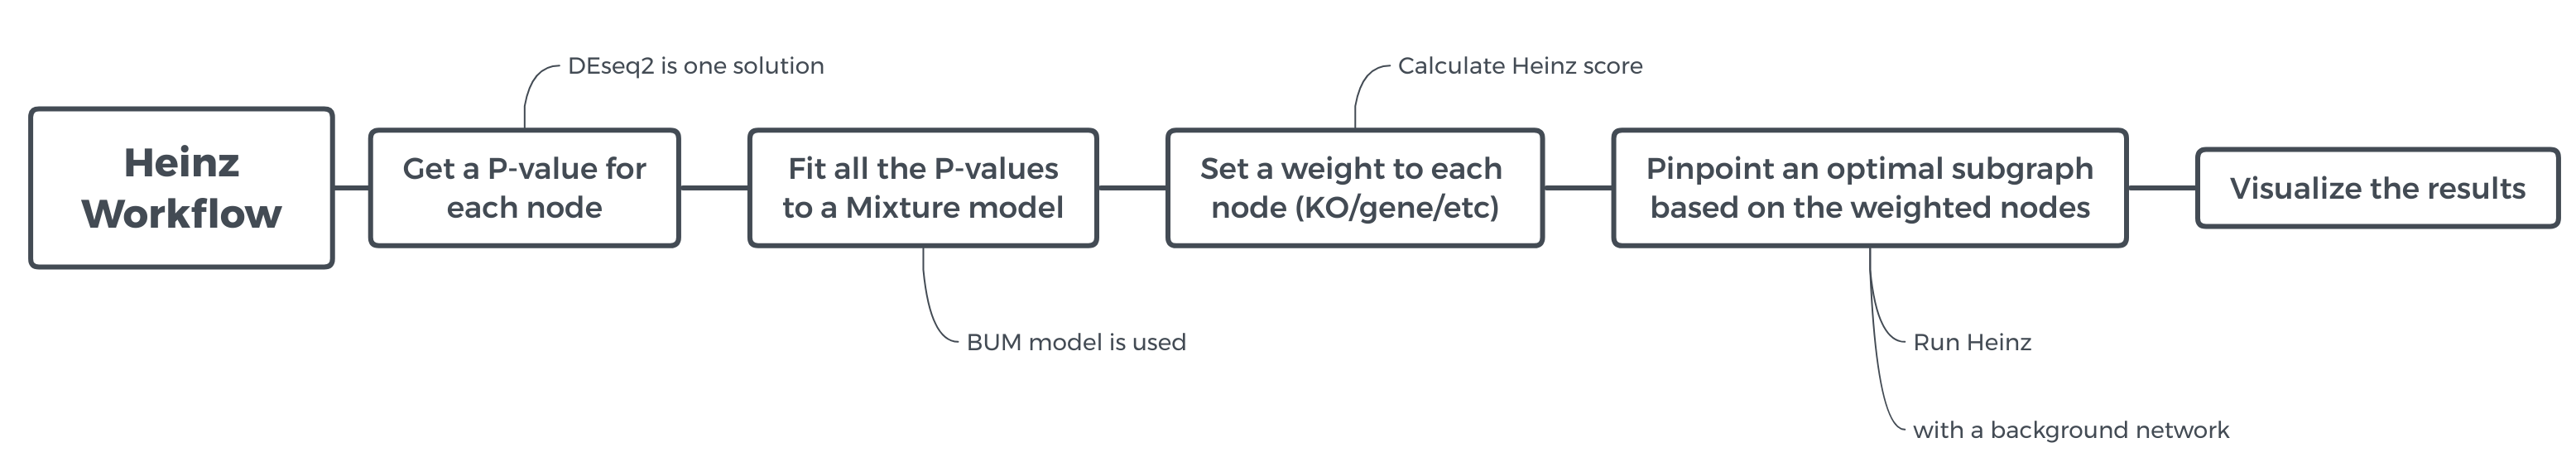 DEseq2 is one solution
Calculate Heinz score
Heinz
Workflow
Get a P-value for
each node
Fit all the P-values
to a Mixture model
Set a weight to each
node (KO/gene/etc)
Pinpoint an optimal subgraph
based on the weighted nodes
Visualize the results
BUM model is used
Run Heinz
with a background network